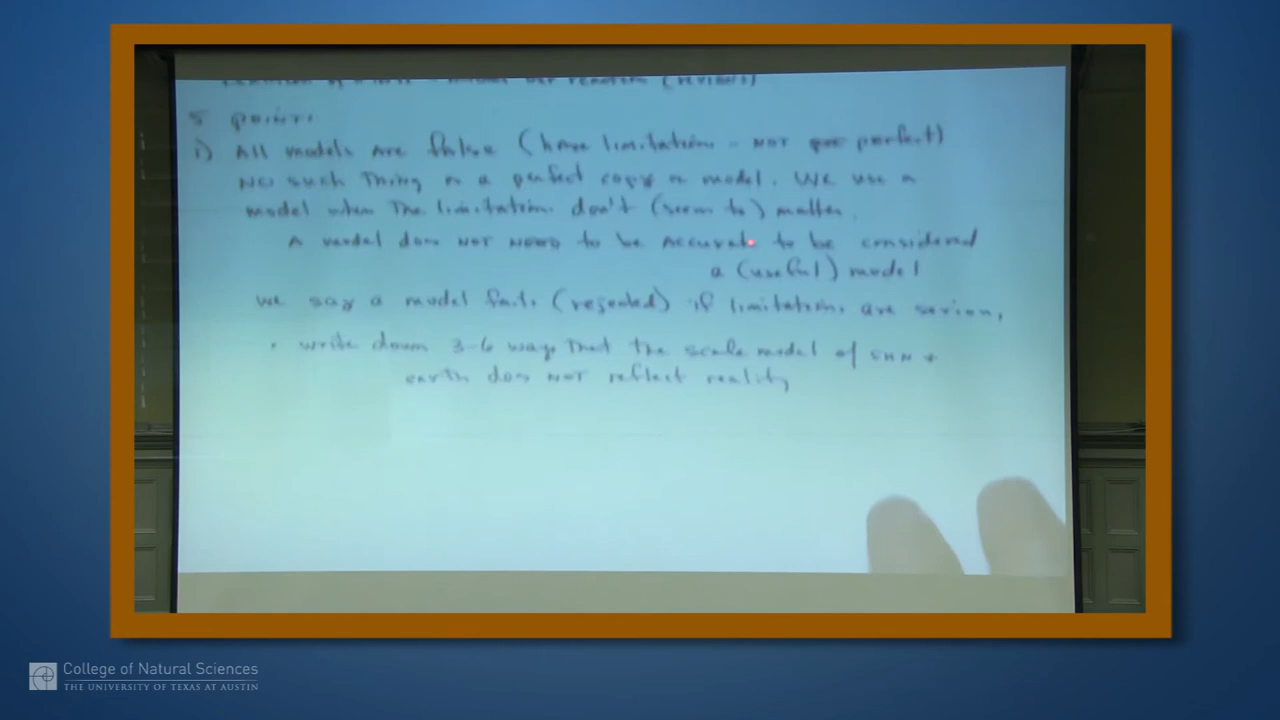 5 points
1) All models are false (have limitations - NOT perfect)
No such thing as a perfect copy or model. We use a
model when the limitations don't (seem to) matter.
A model does NOT NEED to be accurate to be considered
a (useful) model
We say a model fails (rejected) if limitations are serious,
• write down 3-6 ways that the scale model of sun +
earth does NOT reflect reality
College of Natural Sciences
THE UNIVERSITY OF TEXAS AT AUSTIN